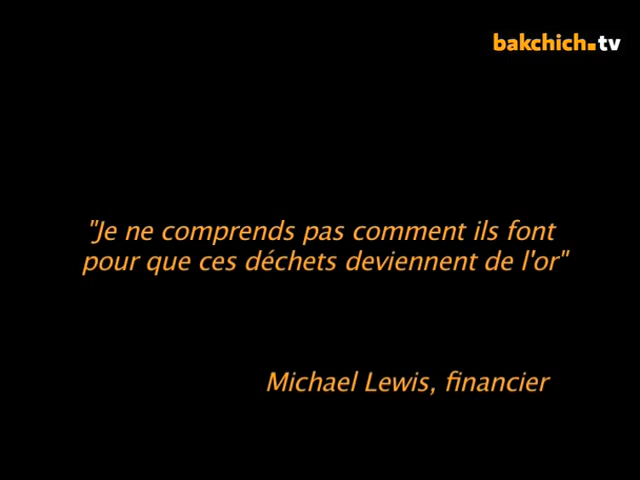 bakchich.tv
"Je ne comprends pas comment ils font
pour que ces déchets deviennent de l'or"
Michael Lewis, financier